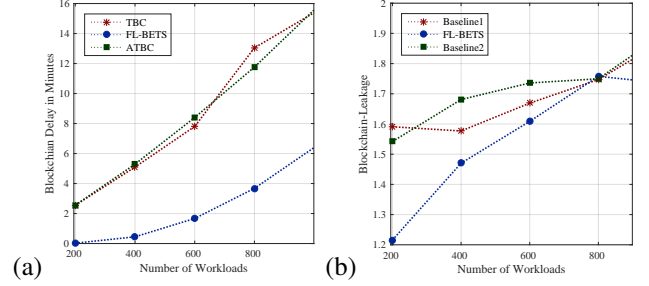 16
14
12
10
8
6
4
2
0
200 400 600 800
Blockchian Delay in Minutes
Number of Workloads
TBC
FL-BETS
ATBC
(a)
2
1.9
1.8
1.7
1.6
1.5
1.4
1.3
1.2
200 400 600 800
Blockchain-Leakage
Number of Workloads
Baseline1
FL-BETS
Baseline2
(b)